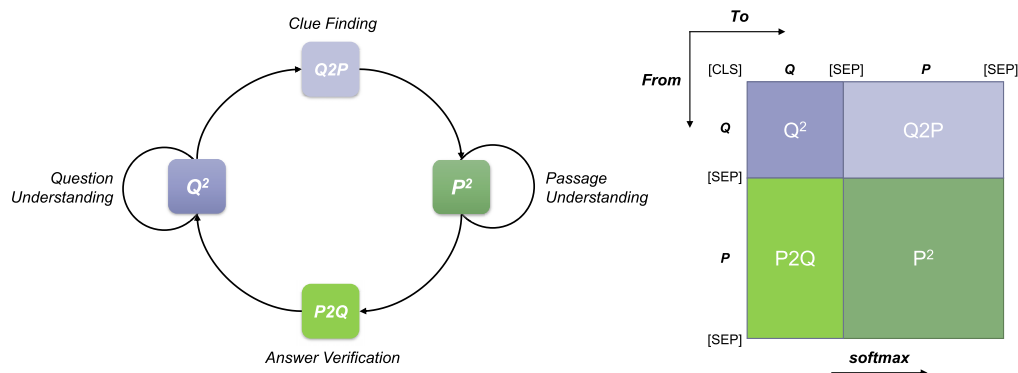 Clue Finding
Q2P
Question
Understanding
Q²
P²
Passage
Understanding
P2Q
Answer Verification
To
From
[CLS]
Q
[SEP]
P
[SEP]
Q
Q²
Q2P
[SEP]
P
P2Q
P²
[SEP]
softmax